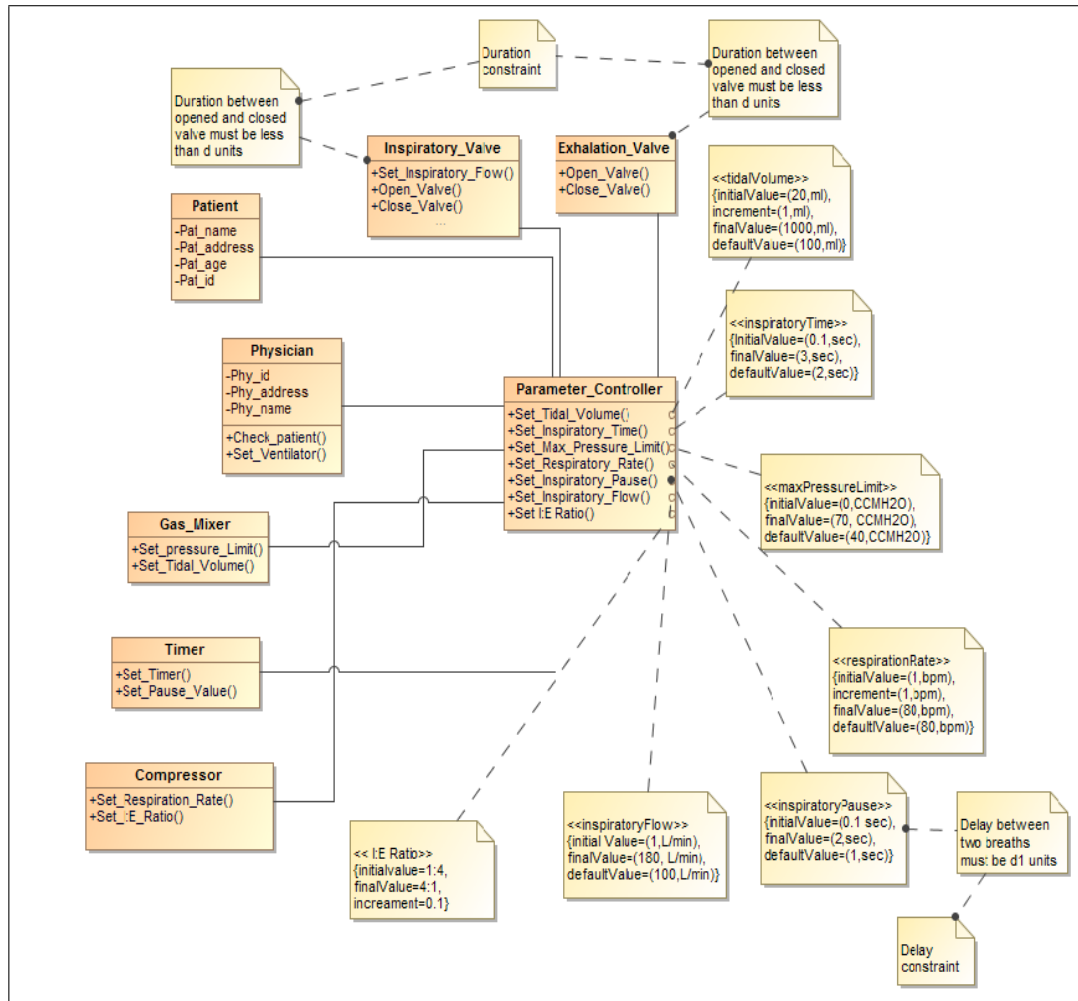 Duration
constraint
Duration between
opened and closed
valve must be less
than d units
Duration between
opened and closed
valve must be less
than d units
Inspiratory_Valve
+Set_Inspiratory_Fow()
+Open_Valve()
+Close_Valve()
...
Exhalation_Valve
+Open_Valve()
+Close_Valve()
<<tidalVolume>>
{initialValue=(20,ml),
increment=(1,ml),
finalValue=(1000,ml),
defaultVaue=(100,ml)}
Patient
-Pat_name
-Pat_address
-Pat_age
-Pat_id
<<inspiratoryTime>>
{InitialValue=(0.1,sec),
finalValue=(3,sec),
defaultValue=(2,sec)}
Physician
-Phy_id
-Phy_address
-Phy_name
+Check_patient()
+Set_Ventilator()
Parameter_Controller
+Set_Tidal_Volume()
+Set_Inspiratory_Time()
+Set_Max_Pressure_Limit()
+Set_Respiratory_Rate()
+Set_Inspiratory_Pause()
+Set_Inspiratory_Flow()
+Set I:E Ratio()
<<maxPressureLimit>>
{initialValue=(0,CCMH2O),
finalValue=(70, CCMH2O),
defaultValue=(40,CCMH2O)}
Gas_Mixer
+Set_pressure_Limit()
+Set_Tidal_Volume()
Timer
+Set_Timer()
+Set_Pause_Value()
<<respirationRate>>
{initialValue=(1,bpm),
increment=(1,bpm),
finalValue=(80,bpm),
defaultlValue=(80,bpm)}
Compressor
+Set_Respiration_Rate()
+Set_I:E_Ratio()
<< I:E Ratio>>
{initialvalue=1:4,
finalValue=4:1,
increament=0.1}
<<inspiratoryFlow>>
{initial Value=(1,L/min),
finalValue=(180, L/min),
defaultValue=(100,L/min)}
<<inspiratoryPause>>
{initialValue=(0.1 sec),
finalValue=(2,sec),
defaultValue=(1,sec)}
Delay between
two breaths
must be d1 units
Delay
constraint